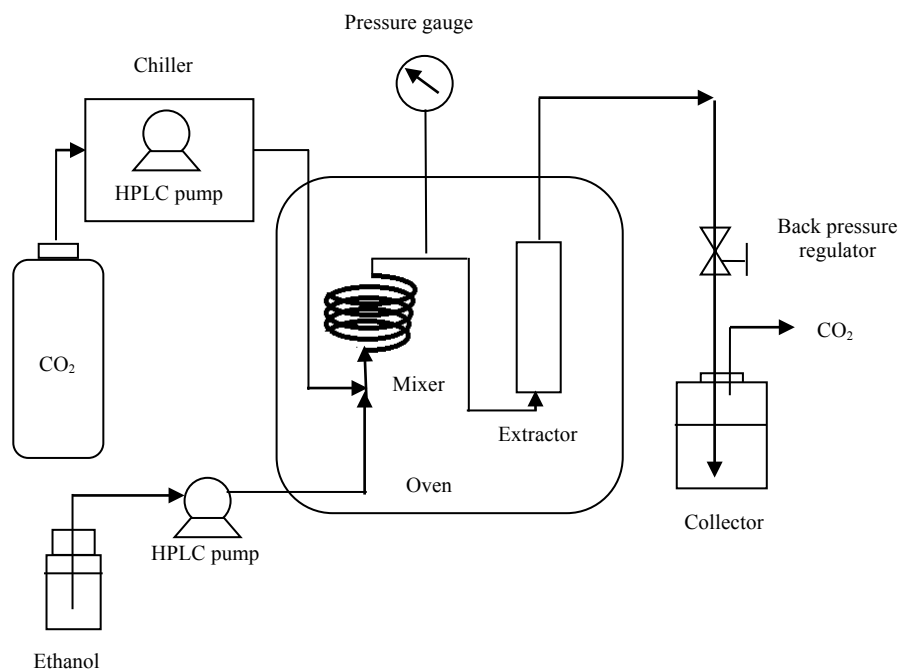 Pressure gauge
Chiller
HPLC pump
Back pressure
regulator
CO₂
CO₂
Mixer
Extractor
Oven
Collector
HPLC pump
Ethanol